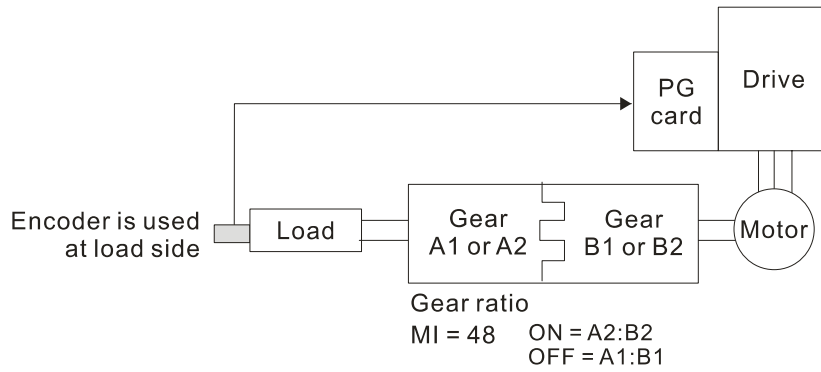 PG
card
Drive
Encoder is used
at load side
Load
Gear
A1 or A2
Gear
B1 or B2
Motor
Gear ratio
MI = 48 ON = A2:B2
OFF = A1:B1